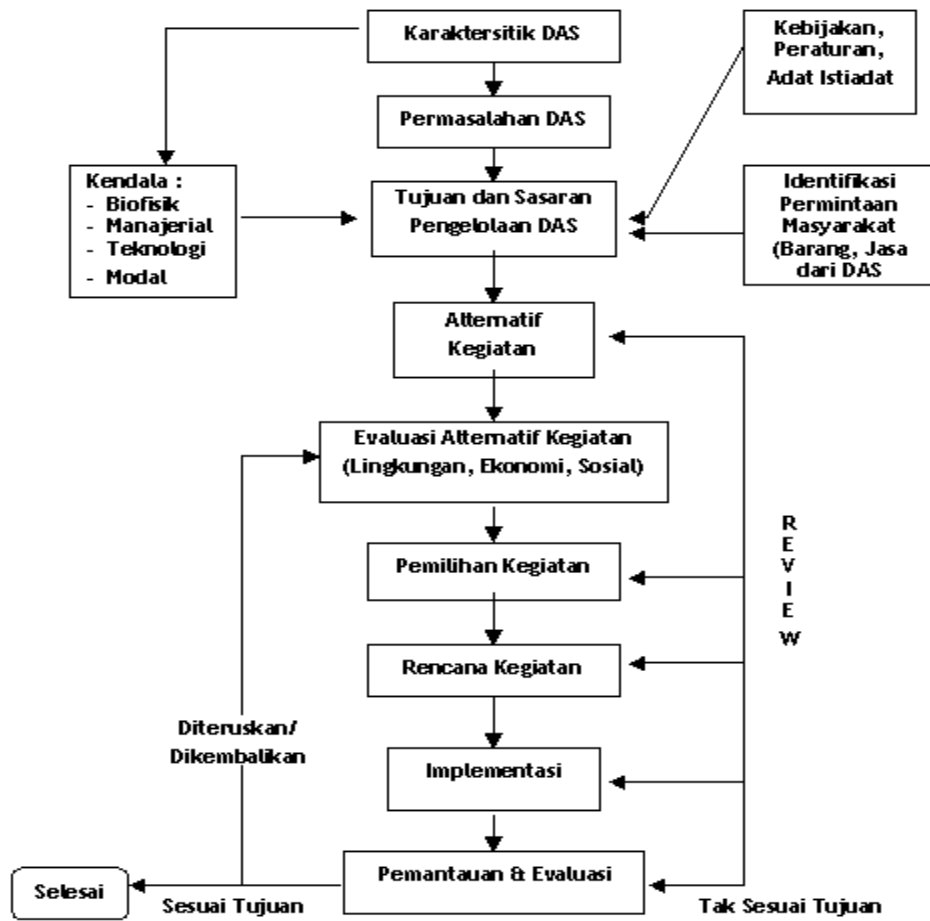 Karaktersitik DAS
Kebijakan,
Peraturan,
Adat Istiadat
Permasalahan DAS
Kendala :
- Biofisik
- Manajerial
- Teknologi
- Modal
Tujuan dan Sasaran
Pengelolaan DAS
Identifikasi
Permintaan
Masyarakat
(Barang, Jasa
dari DAS
Alternatif
Kegiatan
Evaluasi Alternatif Kegiatan
(Lingkungan, Ekonomi, Sosial)
REVIEW
Pemilihan Kegiatan
Rencana Kegiatan
Diteruskan/
Dikembalikan
Implementasi
Pemantauan & Evaluasi
Selesai
Sesuai Tujuan
Tak Sesuai Tujuan